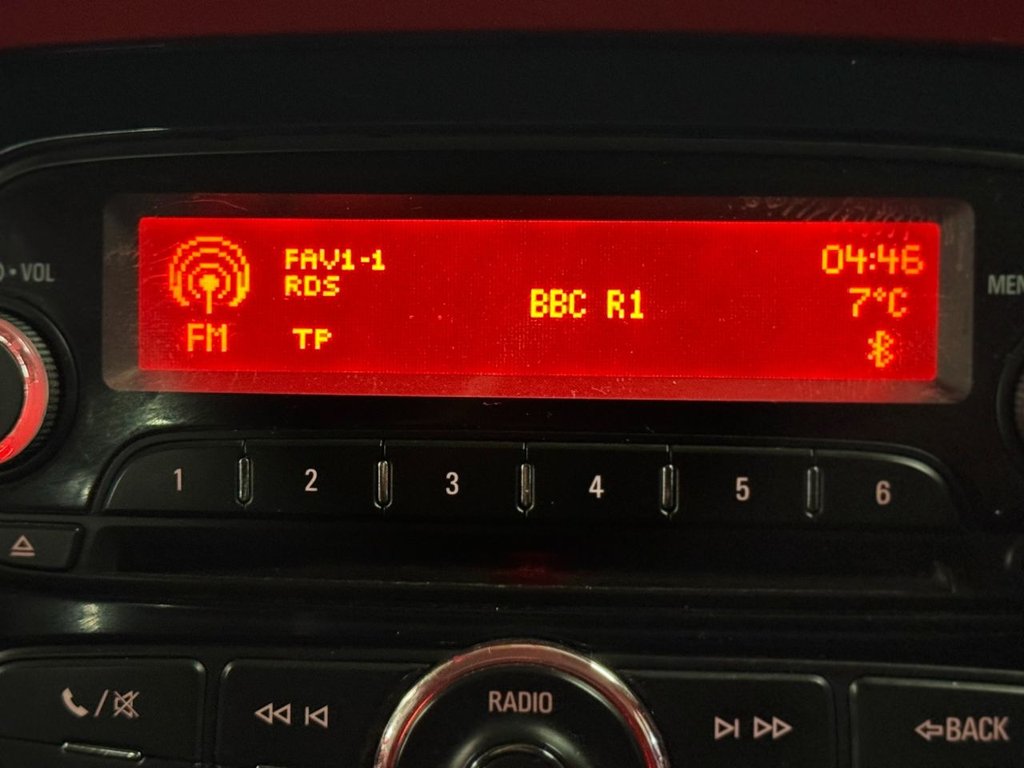 FAV1-1
RDS
FM
TP
BBC R1
04:46
7°C
VOL
MEN
1 2 3 4 5 6
RADIO
BACK